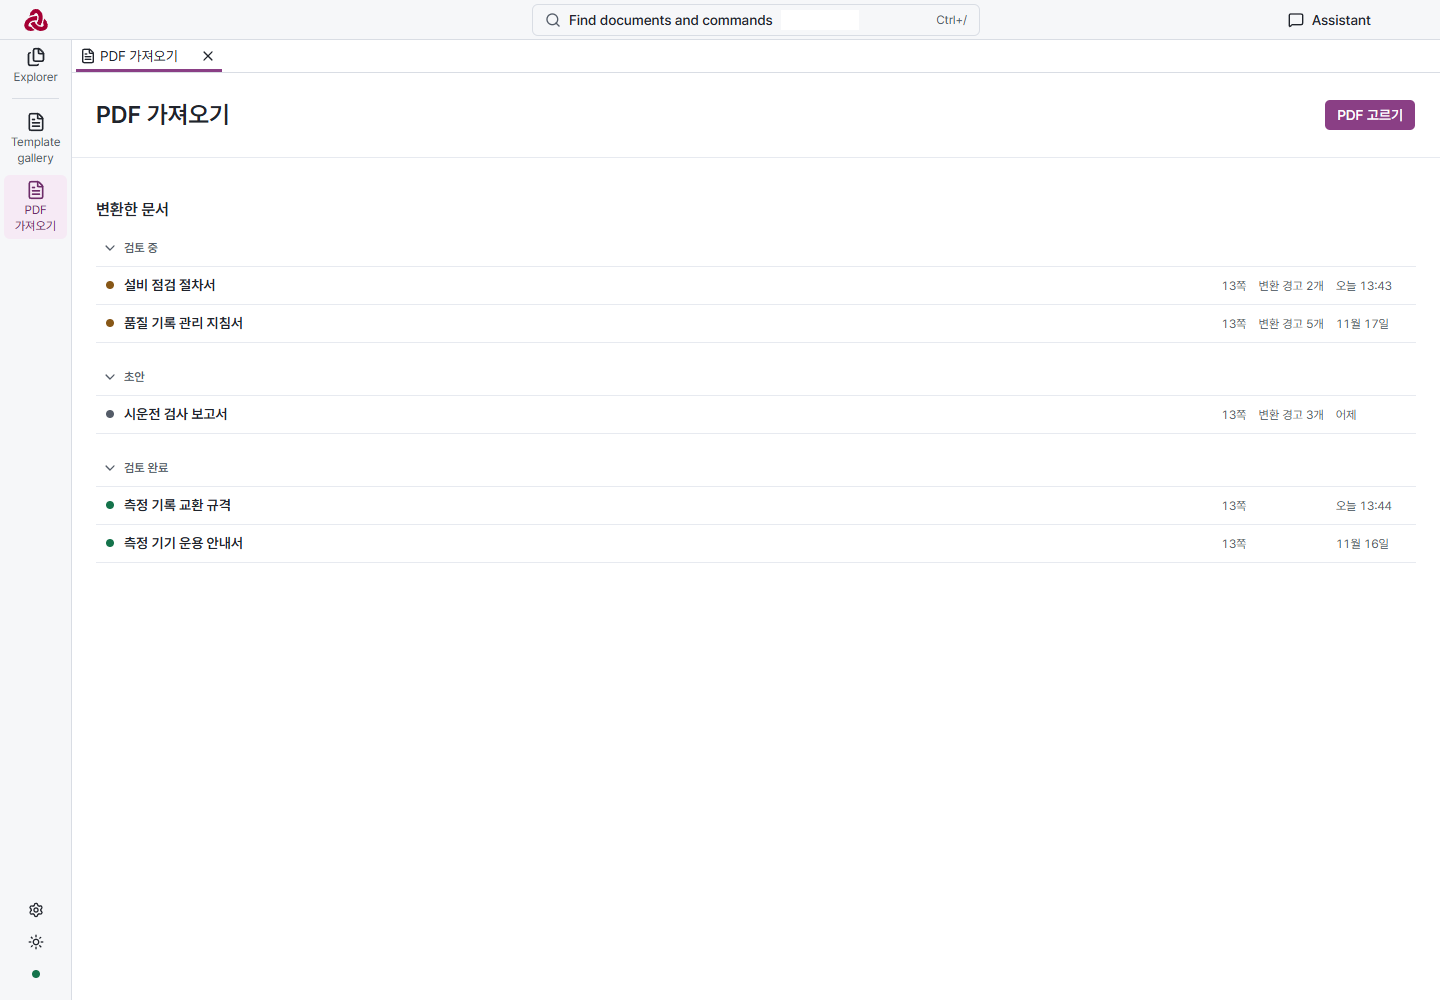 Find documents and commands
Ctrl+/
Assistant
Explorer
Template
gallery
PDF
가져오기
PDF 가져오기
PDF 가져오기
PDF 고르기
변환한 문서
검토 중
설비 점검 절차서 13쪽 변환 경고 2개 오늘 13:43
품질 기록 관리 지침서 13쪽 변환 경고 5개 11월 17일
초안
시운전 검사 보고서 13쪽 변환 경고 3개 어제
검토 완료
측정 기록 교환 규격 13쪽 오늘 13:44
측정 기기 운용 안내서 13쪽 11월 16일